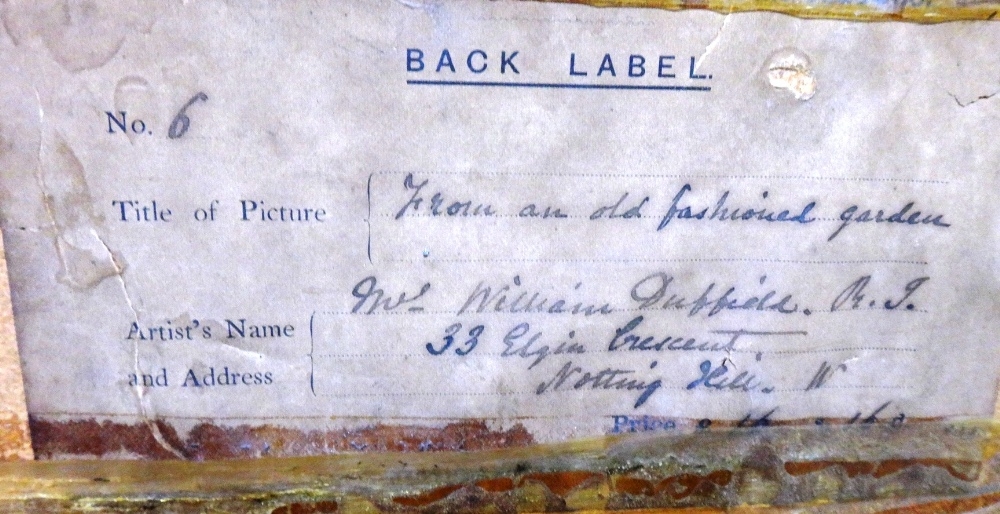 BACK LABEL.
No. 6
Title of Picture
From an old fashioned garden
Artist's Name and Address
Mrs William Duffield. R.I.
33 Elgin Crescent.
Notting Hill. W
Price